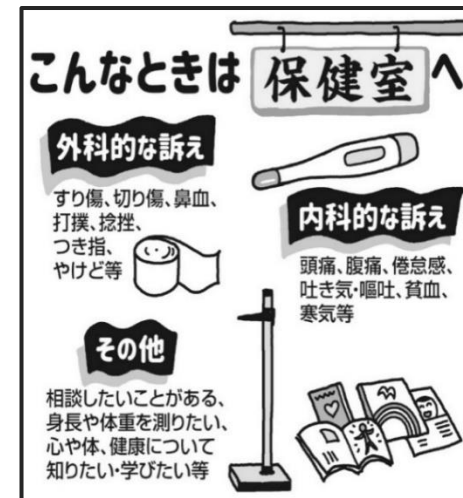 こんなときは 保健室 へ
外科的な訴え
すり傷、切り傷、鼻血、
打撲、捻挫、
つき指、
やけど等
内科的な訴え
頭痛、腹痛、倦怠感、
吐き気・嘔吐、貧血、
寒気等
その他
相談したいことがある、
身長や体重を測りたい、
心や体、健康について
知りたい・学びたい等